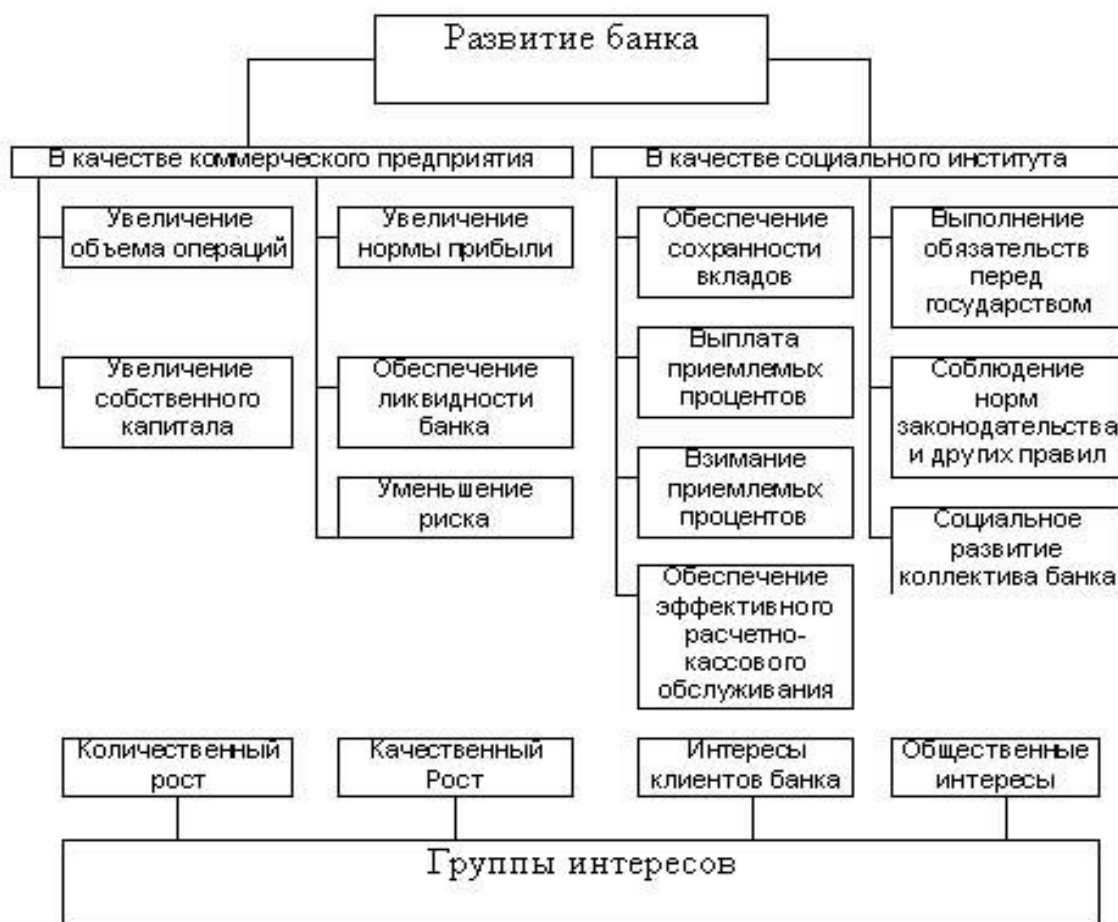 Развитие банка
В качестве коммерческого предприятия
В качестве социального института
Увеличение
объема операций
Увеличение
нормы прибыли
Обеспечение
сохранности
вкладов
Выполнение
обязательств
перед
государством
Увеличение
собственного
капитала
Обеспечение
ликвидности
банка
Выплата
приемлемых
процентов
Соблюдение
норм
законодательства
и других правил
Уменьшение
риска
Взимание
приемлемых
процентов
Социальное
развитие
коллектива банка
Обеспечение
эффективного
расчетно-
кассового
обслуживания
Количественный
рост
Качественный
Рост
Интересы
клиентов банка
Общественные
интересы
Группы интересов